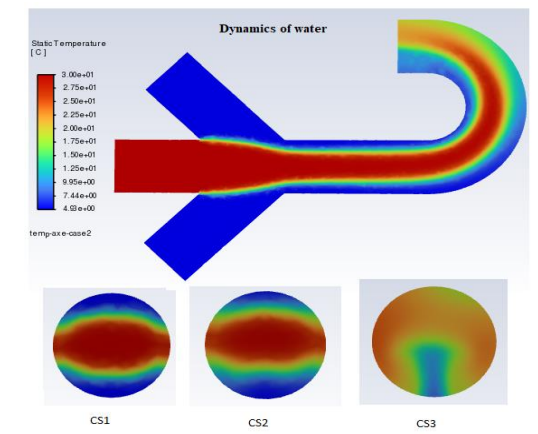 Dynamics of water
Static Temperature
[ C ]
3.00e+01
2.75e+01
2.50e+01
2.25e+01
2.00e+01
1.75e+01
1.50e+01
1.25e+01
9.95e+00
7.44e+00
4.93e+00
temp-axe-case2
CS1
CS2
CS3